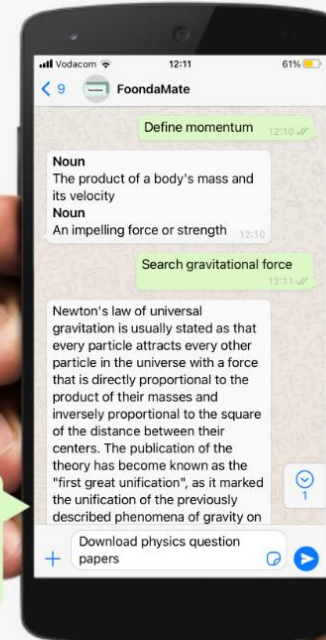 Vodacom 12:11 61%
9 FoondaMate
Define momentum 12:10
Noun
The product of a body's mass and
its velocity
Noun
An impelling force or strength 12:10
Search gravitational force
12:11
Newton's law of universal
gravitation is usually stated as that
every particle attracts every other
particle in the universe with a force
that is directly proportional to the
product of their masses and
inversely proportional to the square
of the distance between their
centers. The publication of the
theory has become known as the
"first great unification", as it marked
the unification of the previously
described phenomena of gravity on
1
Download physics question
papers